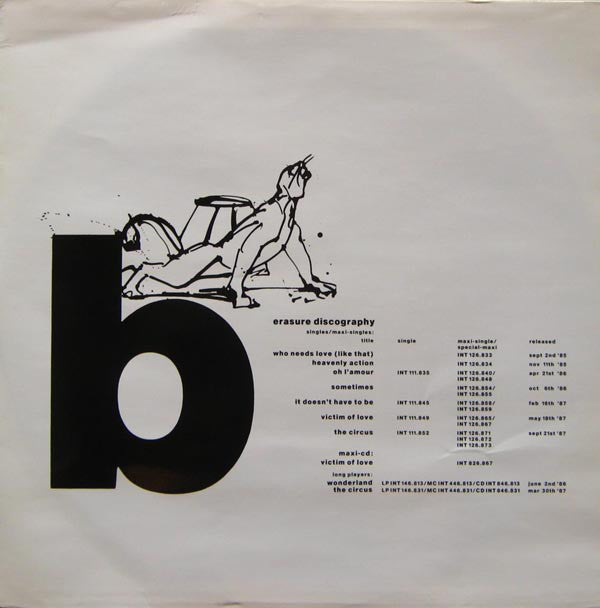 b
erasure discography
singles/maxi-singles:
title single maxi-single/
special-maxi released
who needs love (like that) INT 126.833 sept 2nd '85
heavenly action INT 126.834 nov 11th '85
oh l'amour INT 111.835 INT 126.840/ apr 21st '86
INT 126.848
sometimes INT 126.854/ oct 6th '86
INT 126.855
it doesn't have to be INT 111.845 INT 126.858/ feb 18th '87
INT 126.859
victim of love INT 111.849 INT 126.865/ may 18th '87
INT 126.867
the circus INT 111.852 INT 126.871 sept 21st '87
INT 126.872
INT 126.873
maxi-cd:
victim of love INT 826.867
long players:
wonderland LP INT 146.813/MC INT 446.813/CD INT 846.813 june 2nd '86
the circus LP INT 146.831/MC INT 446.831/CD INT 846.831 mar 30th '87